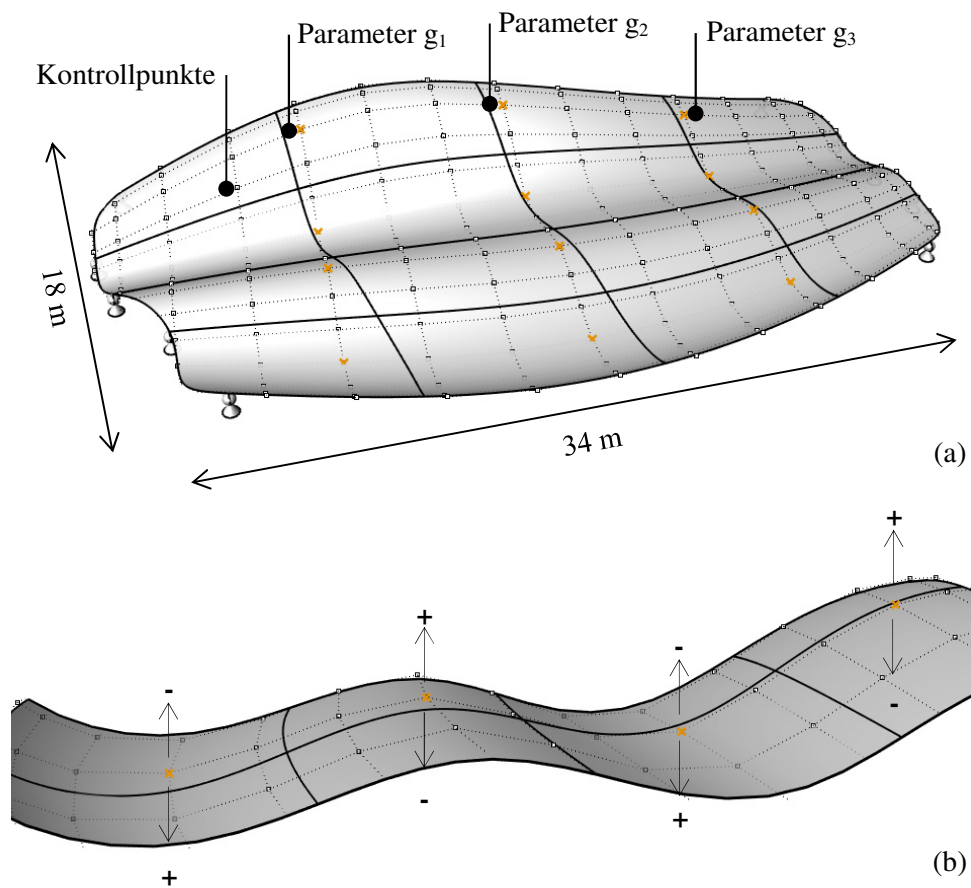 Parameter g₁
Parameter g₂
Parameter g₃
Kontrollpunkte
18 m
34 m
(a)
+
+
-
-
-
-
+
+
(b)